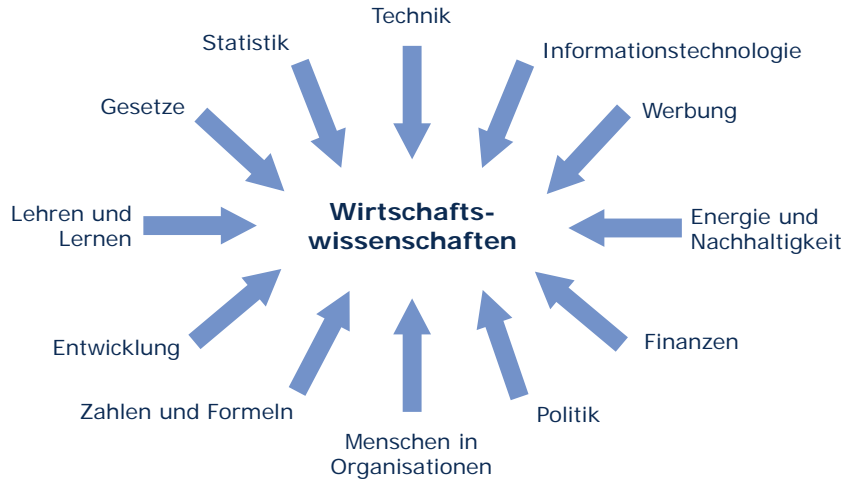 Technik
Statistik
Informationstechnologie
Gesetze
Werbung
Lehren und
Lernen
Wirtschafts-
wissenschaften
Energie und
Nachhaltigkeit
Entwicklung
Finanzen
Zahlen und Formeln
Politik
Menschen in
Organisationen